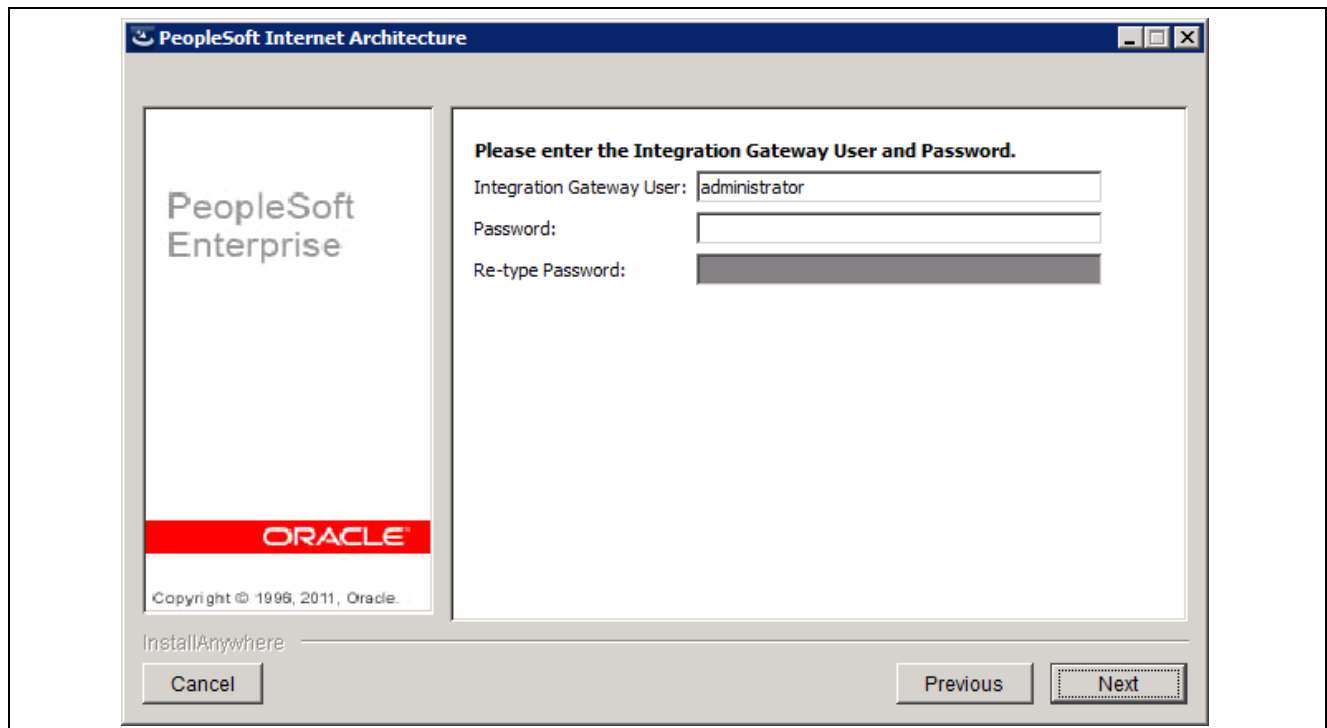 PeopleSoft Internet Architecture
PeopleSoft
Enterprise
ORACLE
Copyright © 1996, 2011, Oracle.
Please enter the Integration Gateway User and Password.
Integration Gateway User: administrator
Password:
Re-type Password:
InstallAnywhere
Cancel
Previous
Next